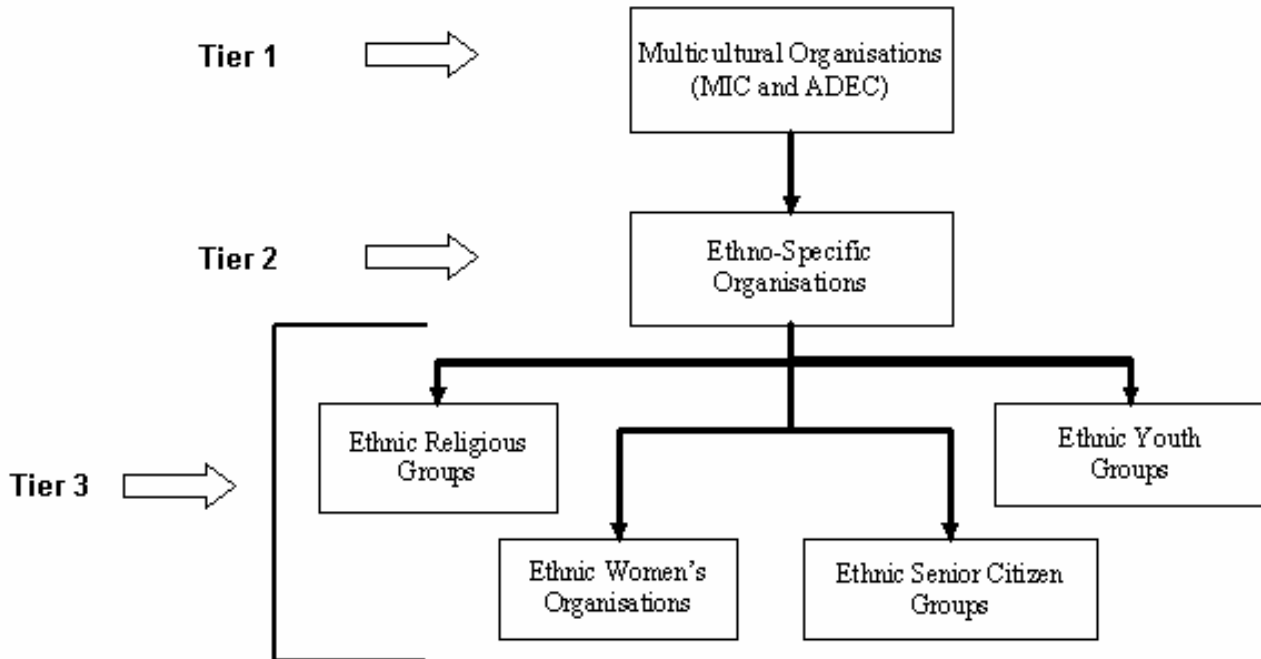 Tier 1
Multicultural Organisations
(MIC and ADEC)
Tier 2
Ethno-Specific
Organisations
Tier 3
Ethnic Religious
Groups
Ethnic Youth
Groups
Ethnic Women's
Organisations
Ethnic Senior Citizen
Groups